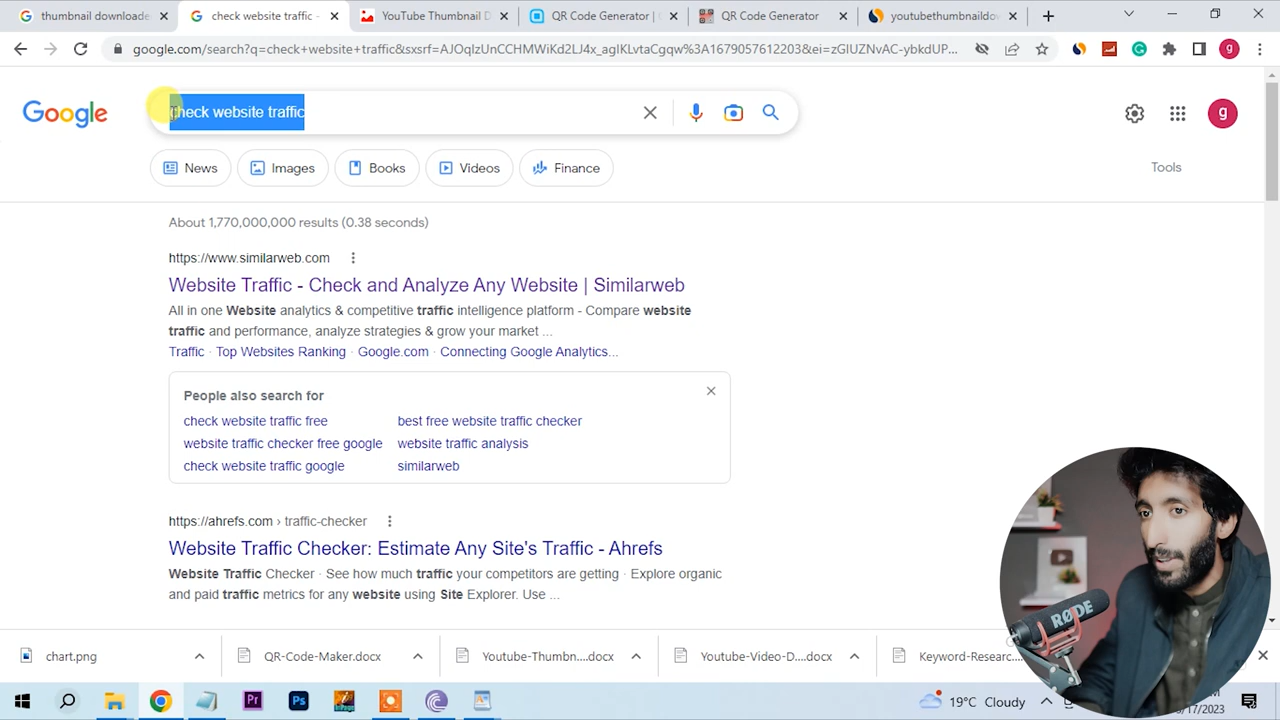 thumbnail downloade
check website traffic -
YouTube Thumbnail D
QR Code Generator |
QR Code Generator
youtubethumbnaildov
google.com/search?q=check+website+traffic&sxsrf=AJOqlzUnCCHMWiKd2LJ4x_aglKLvtaCgqw%3A1679057612203&ei=zGlUZNvAC-ybkdUP...
g
Google
check website traffic
g
News
Images
Books
Videos
Finance
Tools
About 1,770,000,000 results (0.38 seconds)
https://www.similarweb.com
Website Traffic - Check and Analyze Any Website | Similarweb
All in one Website analytics & competitive traffic intelligence platform - Compare website
traffic and performance, analyze strategies & grow your market ...
Traffic · Top Websites Ranking · Google.com · Connecting Google Analytics...
People also search for
check website traffic free
best free website traffic checker
website traffic checker free google
website traffic analysis
check website traffic google
similarweb
https://ahrefs.com › traffic-checker
Website Traffic Checker: Estimate Any Site's Traffic - Ahrefs
Website Traffic Checker · See how much traffic your competitors are getting · Explore organic
and paid traffic metrics for any website using Site Explorer. Use ...
RØDE
chart.png
QR-Code-Maker.docx
Youtube-Thumbn....docx
Youtube-Video-D....docx
Keyword-Researc...
Pr
Ps
19°C Cloudy
/17/2023